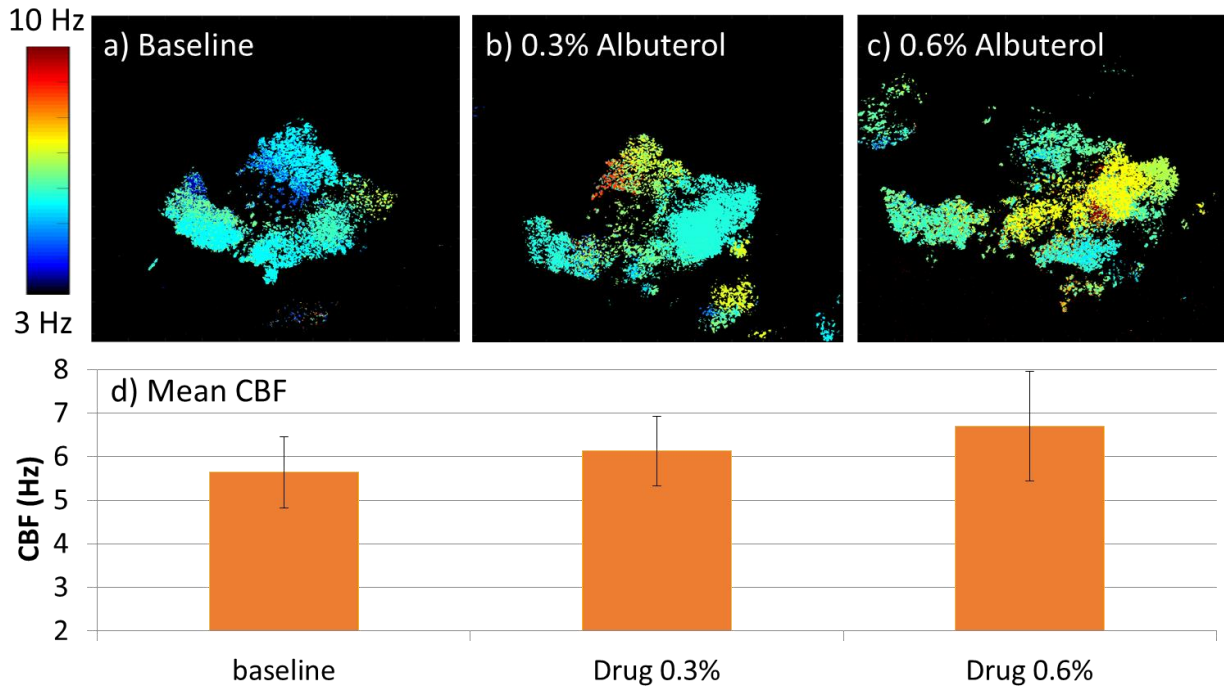 10 Hz
3 Hz
a) Baseline
b) 0.3% Albuterol
c) 0.6% Albuterol
d) Mean CBF
CBF (Hz)
8
7
6
5
4
3
2
baseline
Drug 0.3%
Drug 0.6%